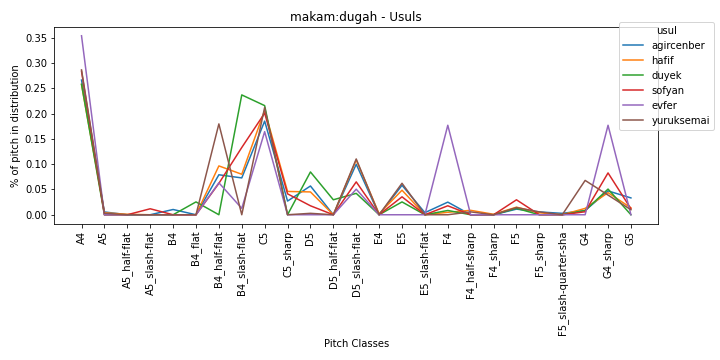 makam:dugah - Usuls
usul
agircenber
hafif
duyek
sofyan
evfer
yuruksemai
% of pitch in distribution
0.35
0.30
0.25
0.20
0.15
0.10
0.05
0.00
A4
A5
A5_half-flat
A5_slash-flat
B4
B4_flat
B4_half-flat
B4_slash-flat
C5
C5_sharp
D5
D5_half-flat
D5_slash-flat
E4
E5
E5_slash-flat
F4
F4_half-sharp
F4_sharp
F5
F5_sharp
F5_slash-quarter-sha
G4
G4_sharp
G5
Pitch Classes